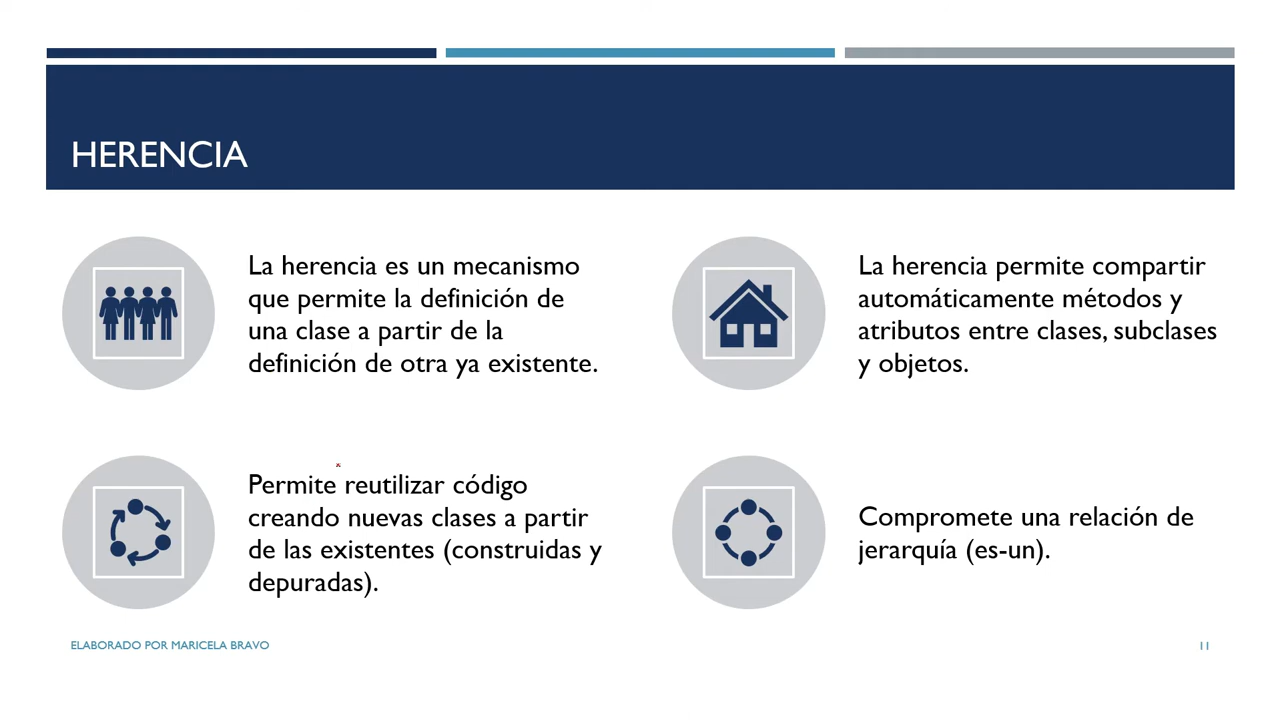 HERENCIA
La herencia es un mecanismo
que permite la definición de
una clase a partir de la
definición de otra ya existente.
La herencia permite compartir
automáticamente métodos y
atributos entre clases, subclases
y objetos.
Permite reutilizar código
creando nuevas clases a partir
de las existentes (construidas y
depuradas).
Compromete una relación de
jerarquía (es-un).
ELABORADO POR MARICELA BRAVO
11